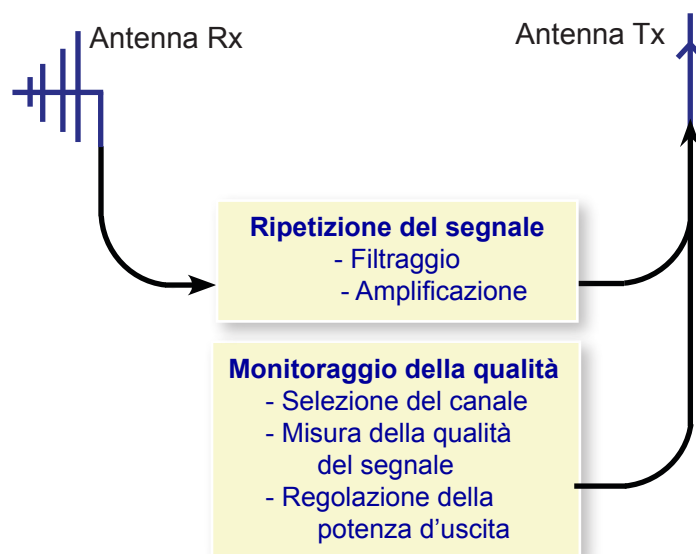 Antenna Rx
Antenna Tx
Ripetizione del segnale
- Filtraggio
- Amplificazione
Monitoraggio della qualità
- Selezione del canale
- Misura della qualità
del segnale
- Regolazione della
potenza d’uscita